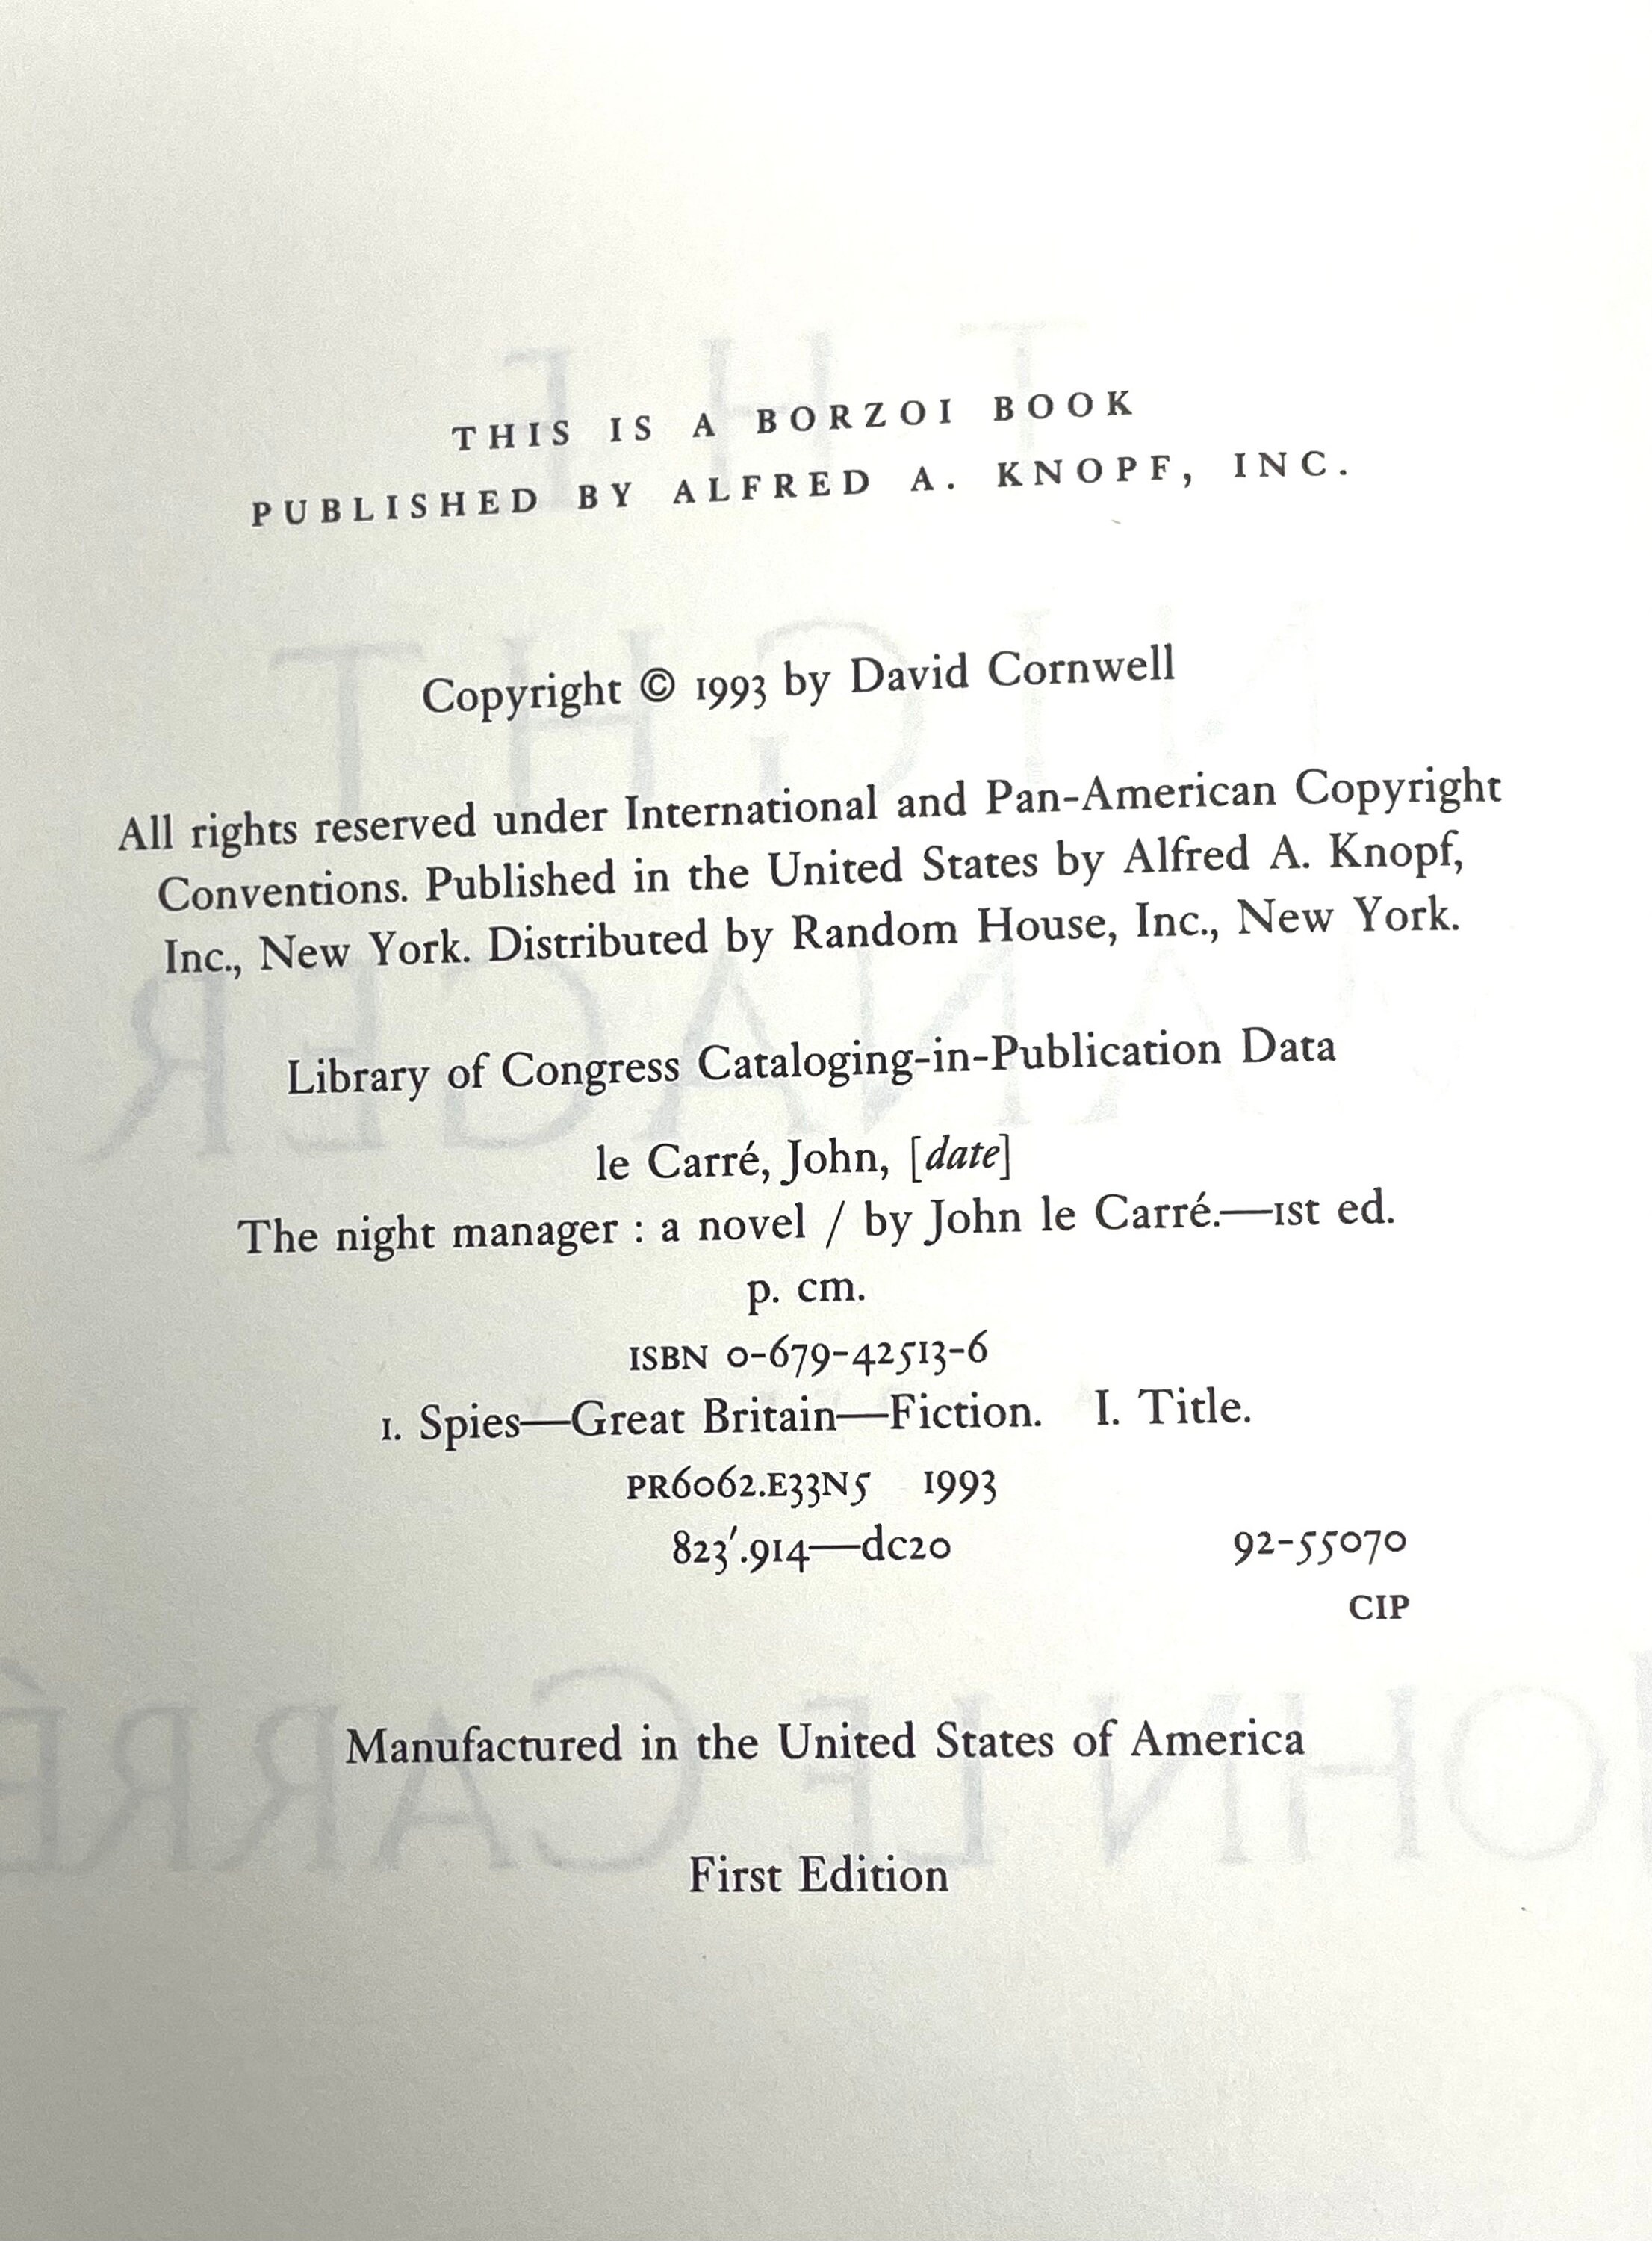 THIS IS A BORZOI BOOK
PUBLISHED BY ALFRED A. KNOPF, INC.
Copyright © 1993 by David Cornwell
All rights reserved under International and Pan-American Copyright
Conventions. Published in the United States by Alfred A. Knopf,
Inc., New York. Distributed by Random House, Inc., New York.
Library of Congress Cataloging-in-Publication Data
le Carré, John, [date]
The night manager : a novel / by John le Carré.—1st ed.
p. cm.
ISBN 0-679-42513-6
1. Spies—Great Britain—Fiction. I. Title.
PR6062.E33N5 1993
823'.914—dc20 92-55070
CIP
Manufactured in the United States of America
First Edition